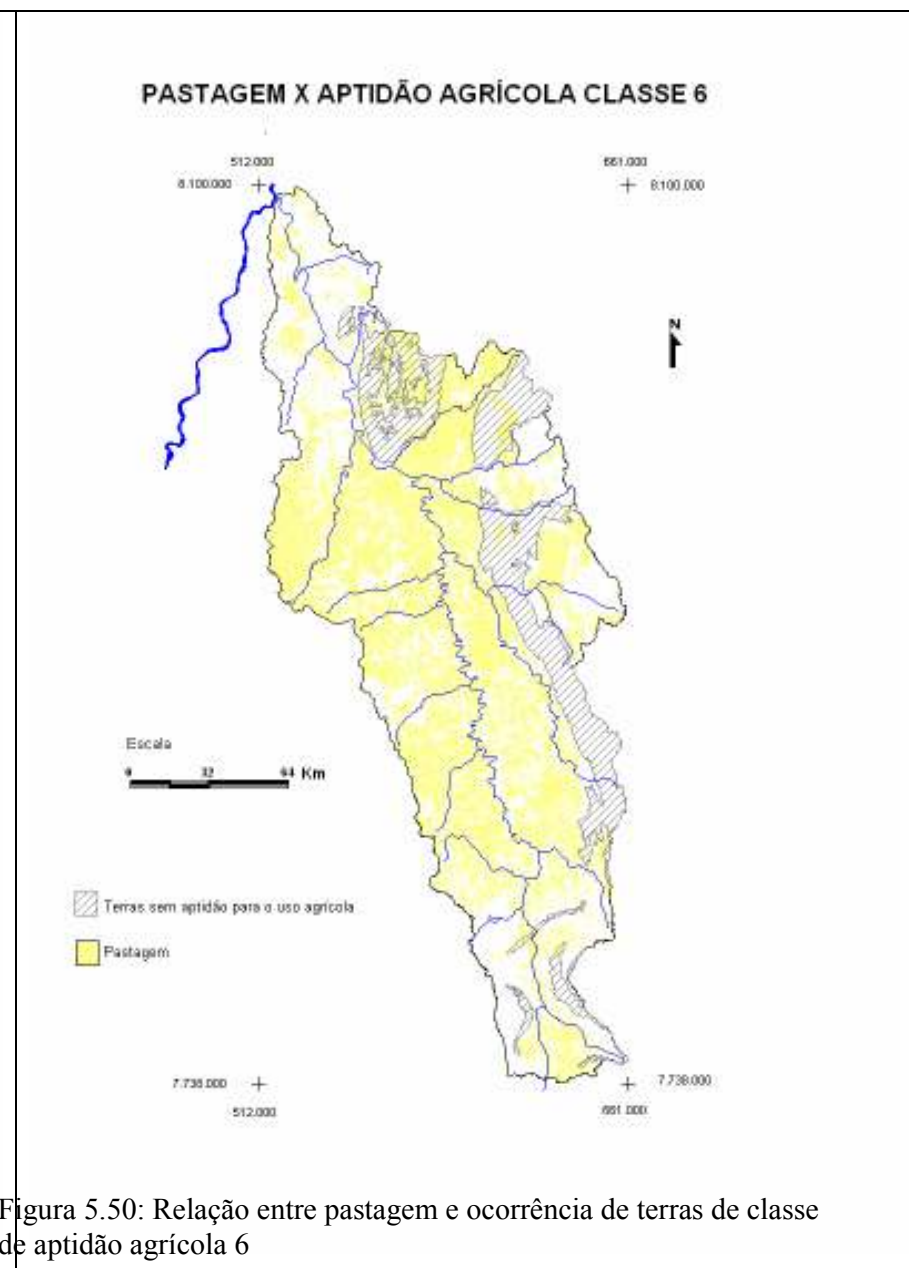 PASTAGEM X APTIDÃO AGRÍCOLA CLASSE 6
512.000
661.000
8.100.000
8.100.000
N
Escala
0 32 64 Km
Terras sem aptidão para o uso agrícola
Pastagem
7.738.000
7.738.000
512.000
661.000
Figura 5.50: Relação entre pastagem e ocorrência de terras de classe
de aptidão agrícola 6